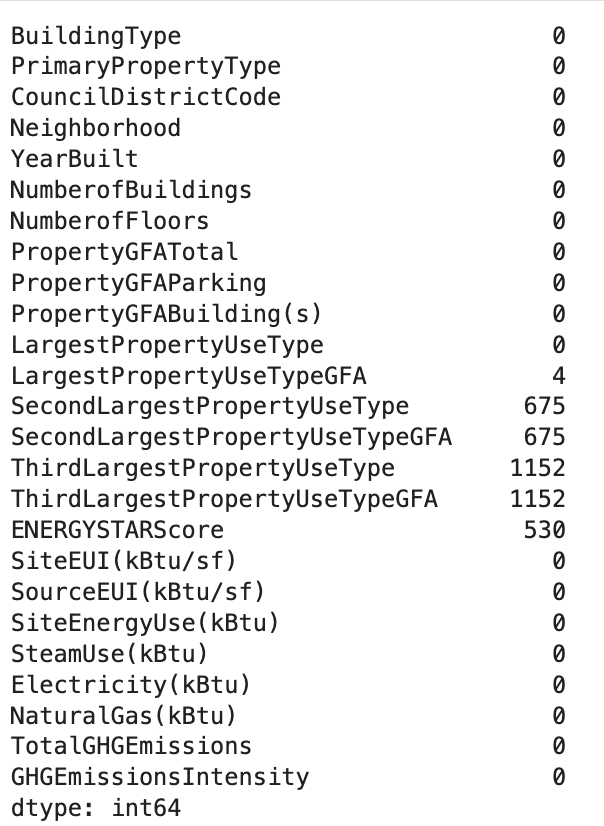 BuildingType 0
PrimaryPropertyType 0
CouncilDistrictCode 0
Neighborhood 0
YearBuilt 0
NumberofBuildings 0
NumberofFloors 0
PropertyGFATotal 0
PropertyGFAParking 0
PropertyGFABuilding(s) 0
LargestPropertyUseType 0
LargestPropertyUseTypeGFA 4
SecondLargestPropertyUseType 675
SecondLargestPropertyUseTypeGFA 675
ThirdLargestPropertyUseType 1152
ThirdLargestPropertyUseTypeGFA 1152
ENERGYSTARScore 530
SiteEUI(kBtu/sf) 0
SourceEUI(kBtu/sf) 0
SiteEnergyUse(kBtu) 0
SteamUse(kBtu) 0
Electricity(kBtu) 0
NaturalGas(kBtu) 0
TotalGHGEmissions 0
GHGEmissionsIntensity 0
dtype: int64